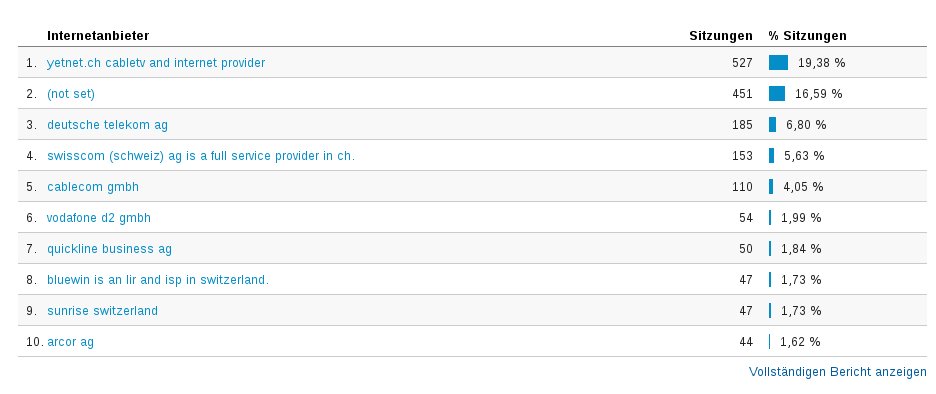 Internetanbieter Sitzungen % Sitzungen
1. yetnet.ch cabletv and internet provider 527 19,38 %
2. (not set) 451 16,59 %
3. deutsche telekom ag 185 6,80 %
4. swisscom (schweiz) ag is a full service provider in ch. 153 5,63 %
5. cablecom gmbh 110 4,05 %
6. vodafone d2 gmbh 54 1,99 %
7. quickline business ag 50 1,84 %
8. bluewin is an lir and isp in switzerland. 47 1,73 %
9. sunrise switzerland 47 1,73 %
10. arcor ag 44 1,62 %
Vollständigen Bericht anzeigen